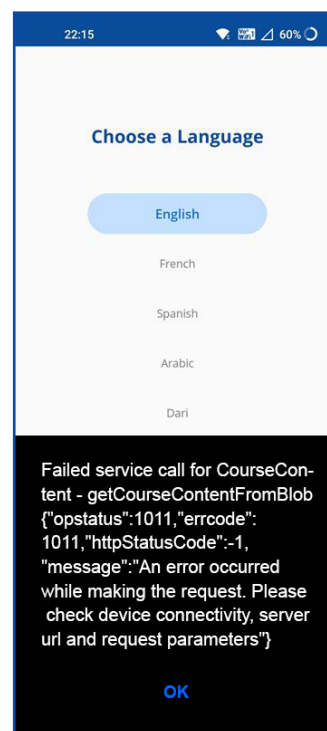 22:15
60%
Choose a Language
English
French
Spanish
Arabic
Dari
Failed service call for CourseCon-
tent - getCourseContentFromBlob
{"opstatus":1011,"errcode":
1011,"httpStatusCode":-1,
"message":"An error occurred
while making the request. Please
check device connectivity, server
url and request parameters"}
OK